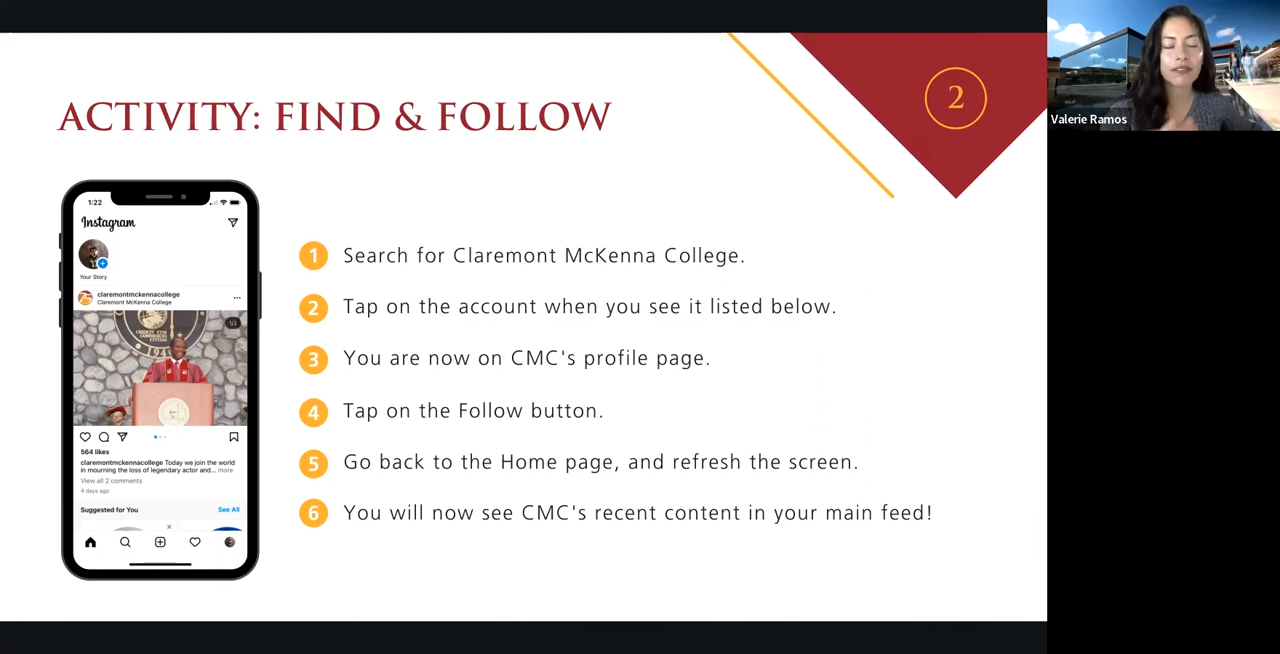 ACTIVITY: FIND & FOLLOW
2
Valerie Ramos
1:22
Instagram
Your Story
claremontmckennacollege
Claremont McKenna College
1/3
564 likes
claremontmckennacollege Today we join the world
in mourning the loss of legendary actor and... more
View all 2 comments
4 days ago
Suggested for You
See All
1 Search for Claremont McKenna College.
2 Tap on the account when you see it listed below.
3 You are now on CMC's profile page.
4 Tap on the Follow button.
5 Go back to the Home page, and refresh the screen.
6 You will now see CMC's recent content in your main feed!